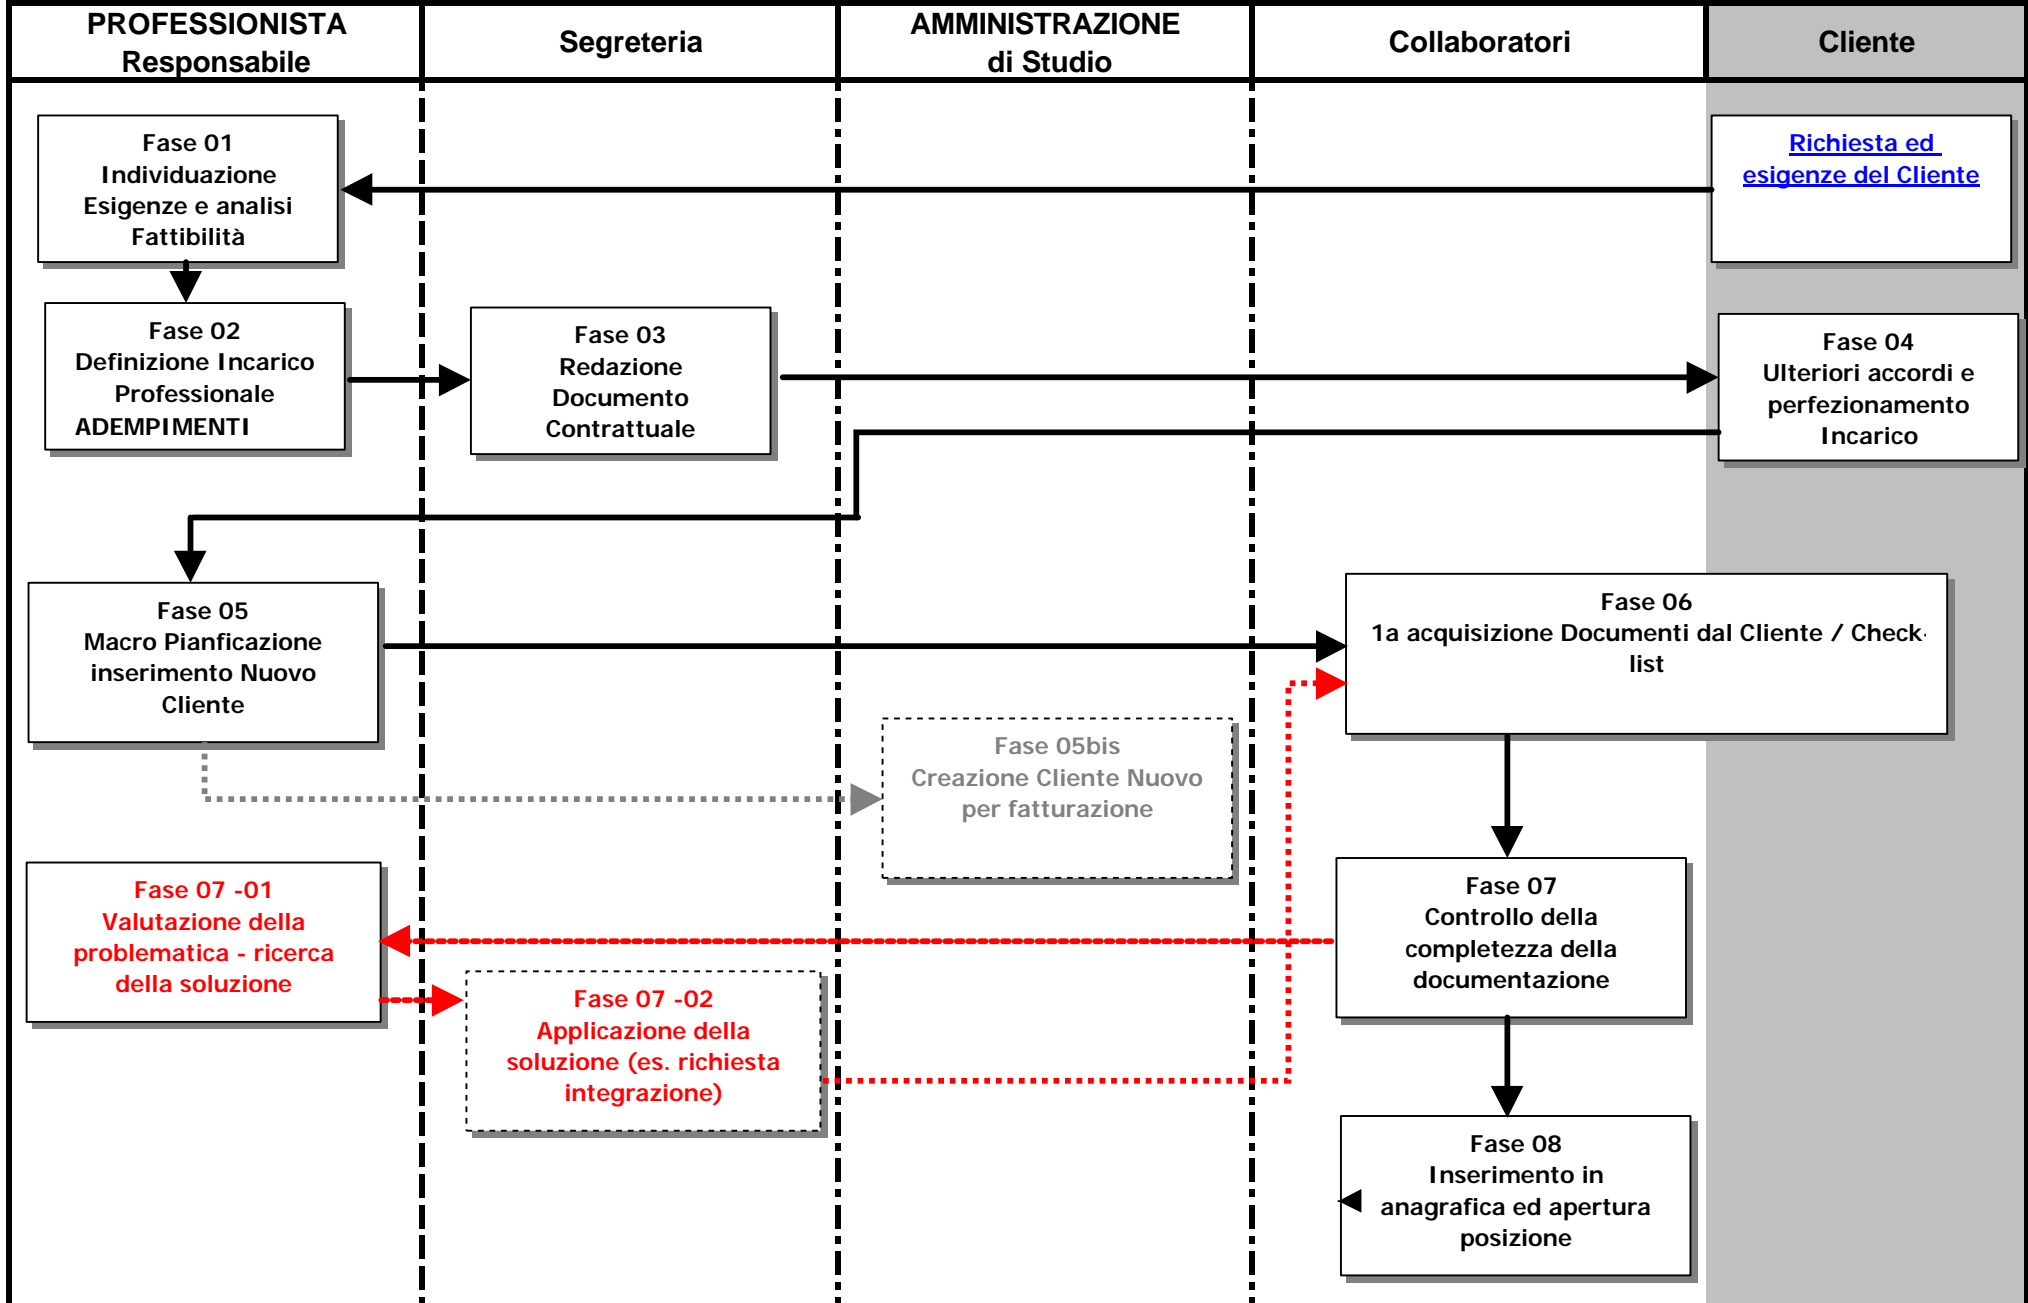 PROFESSIONISTA
Responsabile
Segreteria
AMMINISTRAZIONE
di Studio
Collaboratori
Cliente
Fase 01
Individuazione
Esigenze e analisi
Fattibilità
Richiesta ed
esigenze del Cliente
Fase 02
Definizione Incarico
Professionale
ADEMPIMENTI
Fase 03
Redazione
Documento
Contrattuale
Fase 04
Ulteriori accordi e
perfezionamento
Incarico
Fase 05
Macro Pianficazione
inserimento Nuovo
Cliente
Fase 06
1a acquisizione Documenti dal Cliente / Check-
list
Fase 05bis
Creazione Cliente Nuovo
per fatturazione
Fase 07 -01
Valutazione della
problematica - ricerca
della soluzione
Fase 07
Controllo della
completezza della
documentazione
Fase 07 -02
Applicazione della
soluzione (es. richiesta
integrazione)
Fase 08
Inserimento in
anagrafica ed apertura
posizione